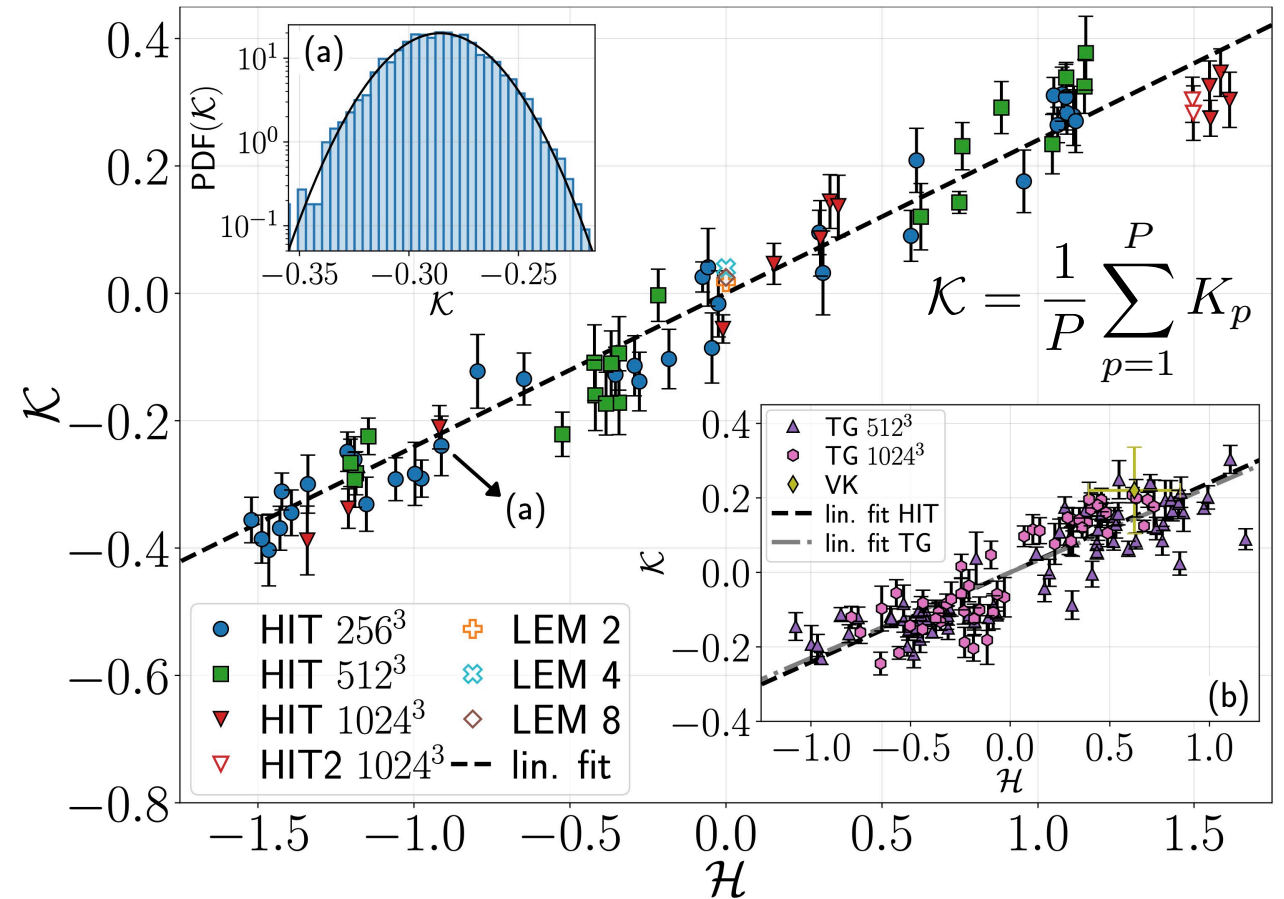 0.4
0.2
0.0
−0.2
−0.4
−0.6
−0.8
𝒦
−1.5 −1.0 −0.5 0.0 0.5 1.0 1.5
ℋ
(a)
10¹
10⁰
10⁻¹
PDF(𝒦)
−0.35 −0.30 −0.25
𝒦
𝒦 = 1/P ∑ₚ₌₁ᴾ Kₚ
(a)
HIT 256³
HIT 512³
HIT 1024³
HIT2 1024³
LEM 2
LEM 4
LEM 8
lin. fit
0.4
0.2
0.0
−0.2
−0.4
𝒦
TG 512³
TG 1024³
VK
lin. fit HIT
lin. fit TG
(b)
−1.0 −0.5 0.0 0.5 1.0
ℋ